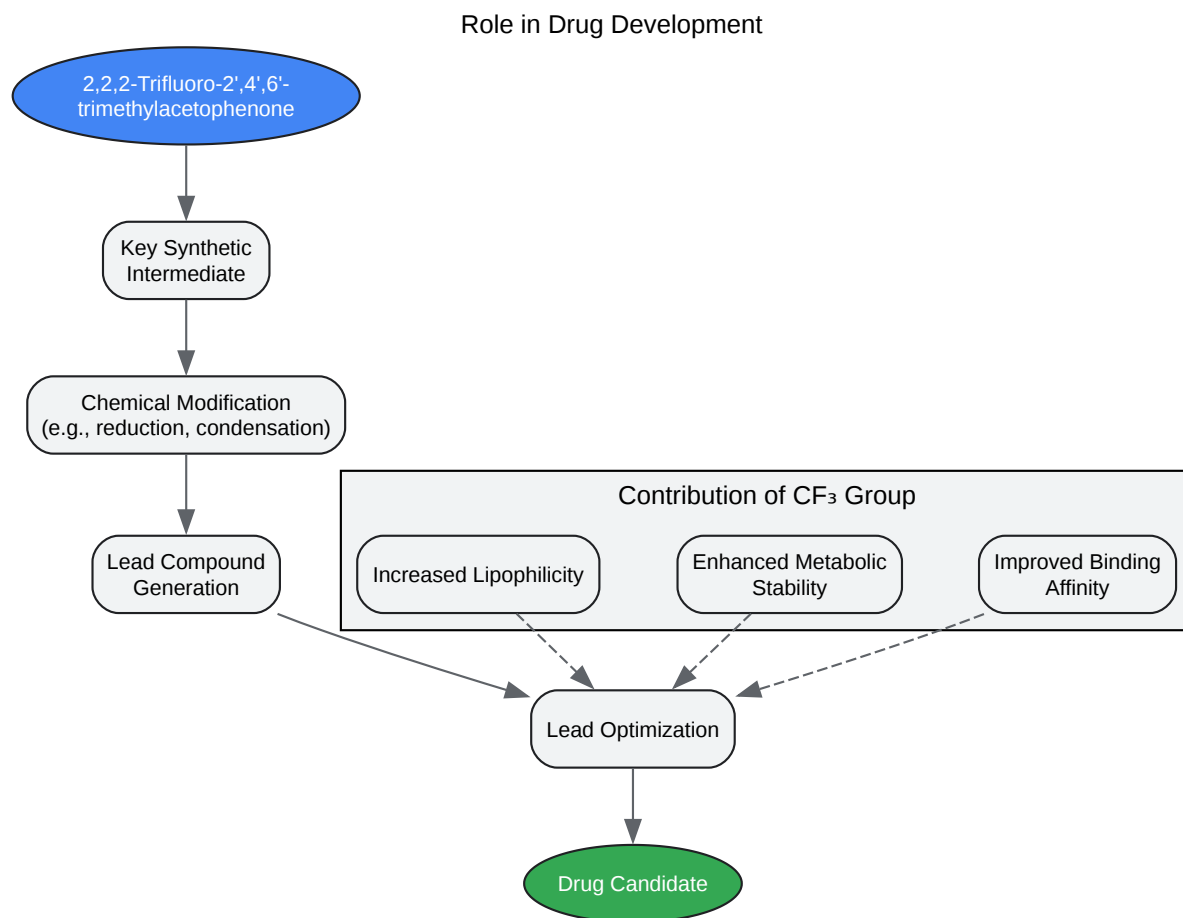 Role in Drug Development
2,2,2-Trifluoro-2',4',6'-
trimethylacetophenone
Key Synthetic
Intermediate
Chemical Modification
(e.g., reduction, condensation)
Contribution of CF₃ Group
Lead Compound
Generation
Increased Lipophilicity
Enhanced Metabolic
Stability
Improved Binding
Affinity
Lead Optimization
Drug Candidate